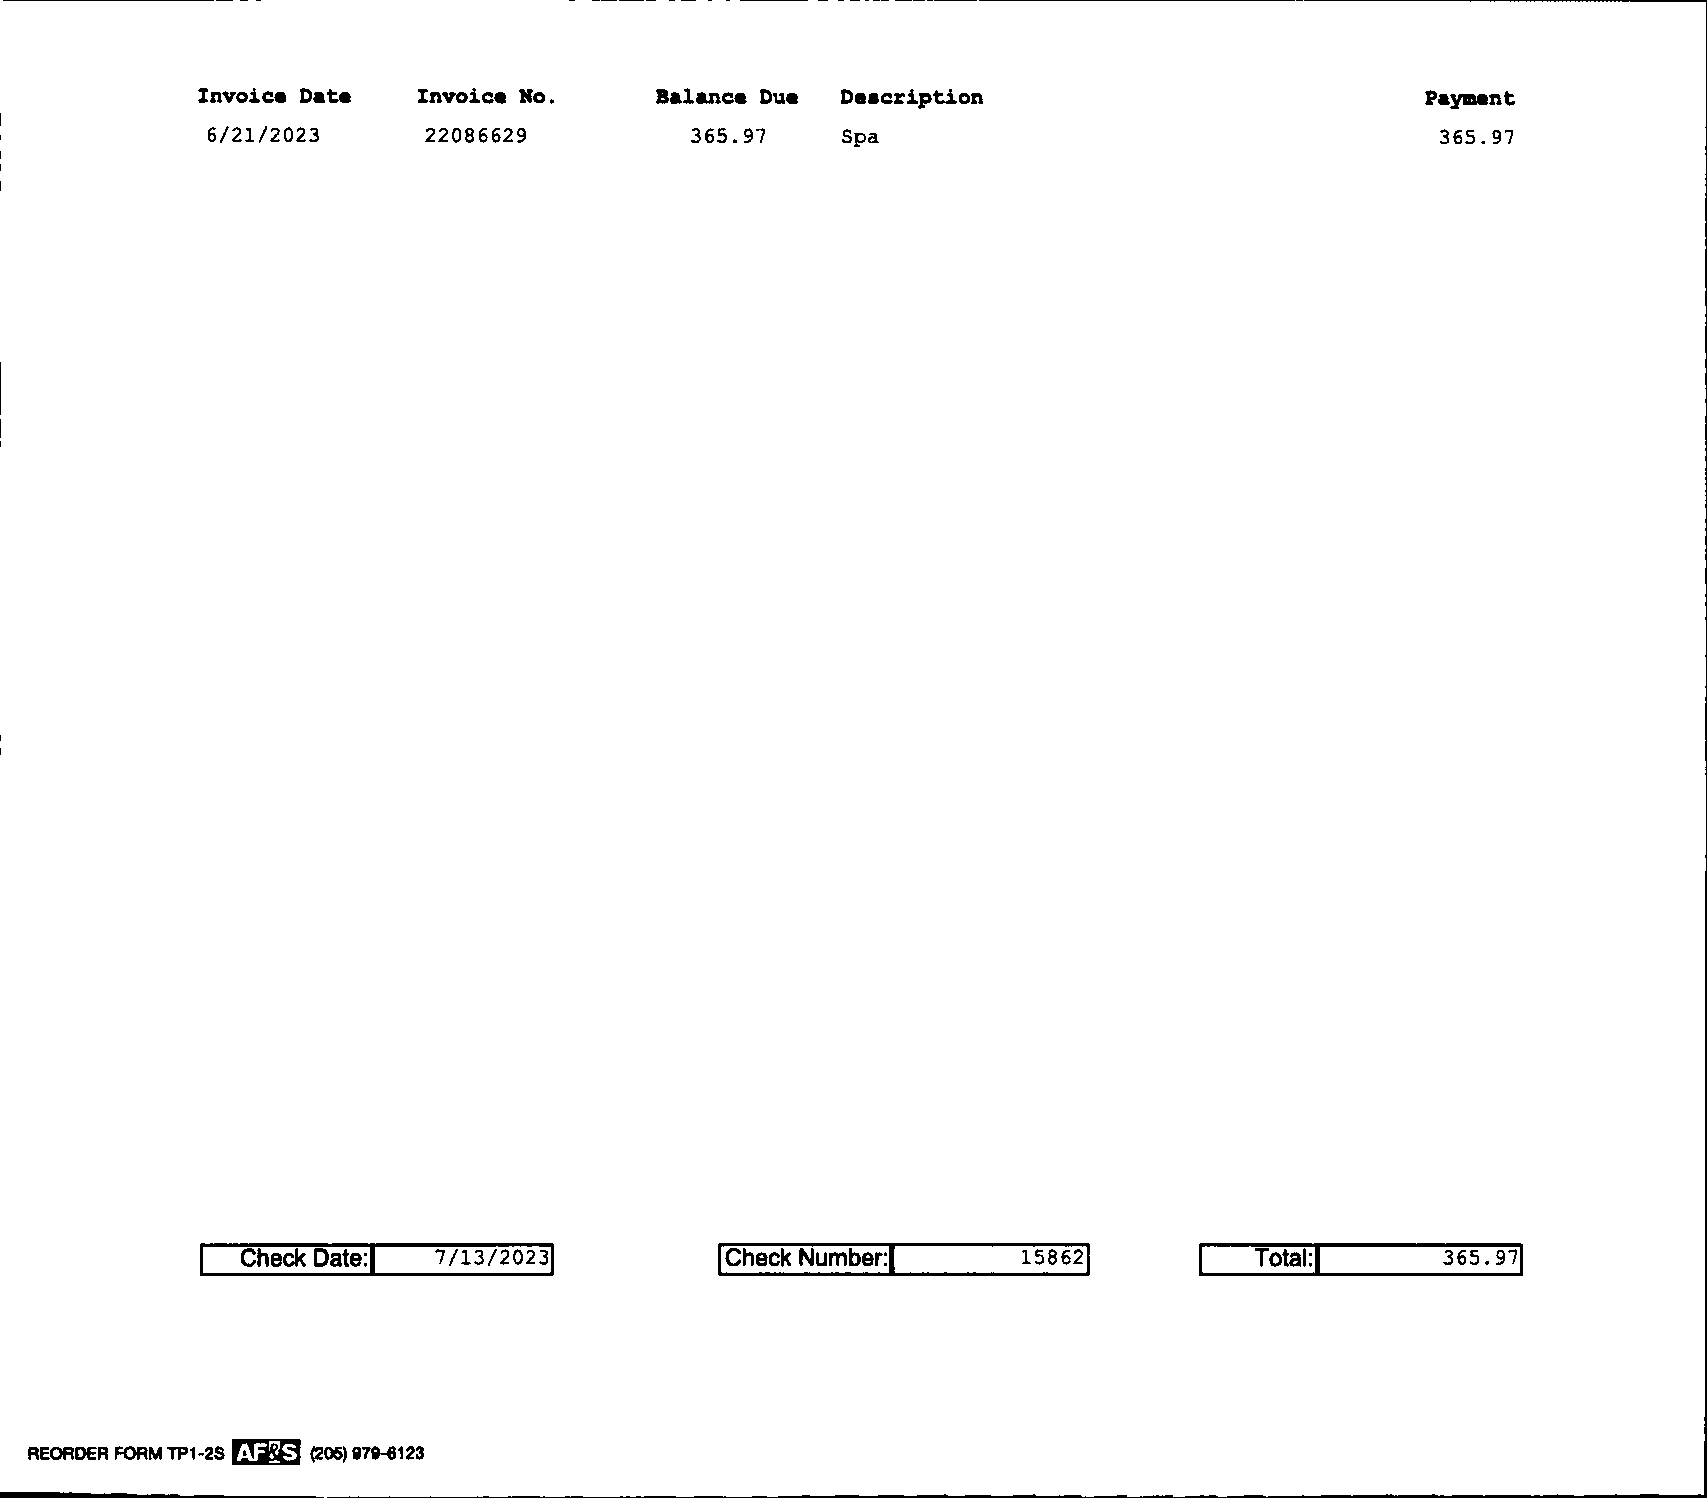 Invoice Date Invoice No. Balance Due Description Payment
6/21/2023 22086629 365.97 Spa 365.97
Check Date: 7/13/2023 Check Number: 15862 Total: 365.97
REORDER FORM TP1-2S AF&S (205) 979-6123